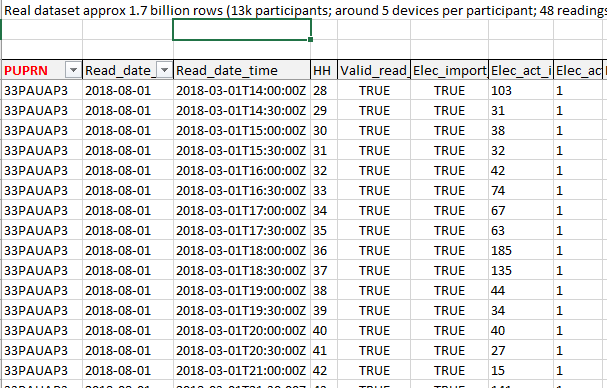 Real dataset approx 1.7 billion rows (13k participants; around 5 devices per participant; 48 readings
PUPRN Read_date_ Read_date_time HH Valid_read_ Elec_import Elec_act_i Elec_ac
33PAUAP3 2018-08-01 2018-03-01T14:00:00Z 28 TRUE TRUE 103 1
33PAUAP3 2018-08-01 2018-03-01T14:30:00Z 29 TRUE TRUE 31 1
33PAUAP3 2018-08-01 2018-03-01T15:00:00Z 30 TRUE TRUE 38 1
33PAUAP3 2018-08-01 2018-03-01T15:30:00Z 31 TRUE TRUE 32 1
33PAUAP3 2018-08-01 2018-03-01T16:00:00Z 32 TRUE TRUE 42 1
33PAUAP3 2018-08-01 2018-03-01T16:30:00Z 33 TRUE TRUE 74 1
33PAUAP3 2018-08-01 2018-03-01T17:00:00Z 34 TRUE TRUE 67 1
33PAUAP3 2018-08-01 2018-03-01T17:30:00Z 35 TRUE TRUE 63 1
33PAUAP3 2018-08-01 2018-03-01T18:00:00Z 36 TRUE TRUE 185 1
33PAUAP3 2018-08-01 2018-03-01T18:30:00Z 37 TRUE TRUE 135 1
33PAUAP3 2018-08-01 2018-03-01T19:00:00Z 38 TRUE TRUE 44 1
33PAUAP3 2018-08-01 2018-03-01T19:30:00Z 39 TRUE TRUE 34 1
33PAUAP3 2018-08-01 2018-03-01T20:00:00Z 40 TRUE TRUE 40 1
33PAUAP3 2018-08-01 2018-03-01T20:30:00Z 41 TRUE TRUE 27 1
33PAUAP3 2018-08-01 2018-03-01T21:00:00Z 42 TRUE TRUE 15 1